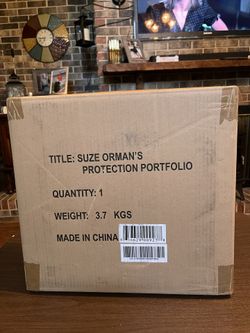 TITLE: SUZE ORMAN'S
PROTECTION PORTFOLIO
QUANTITY: 1
WEIGHT: 3.7 KGS
MADE IN CHINA